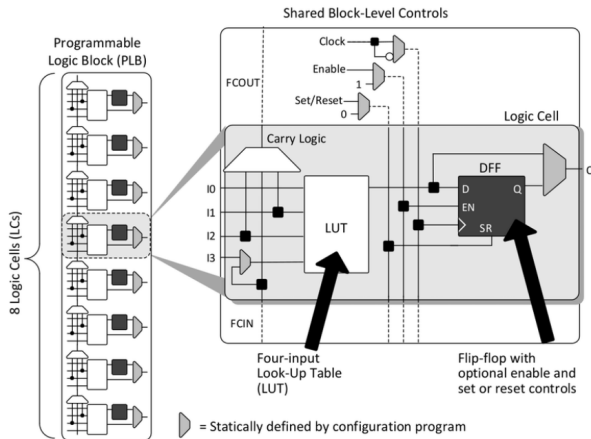 Shared Block-Level Controls
Programmable
Logic Block (PLB)
Clock
Enable
1
FCOUT
Set/Reset
0
Logic Cell
Carry Logic
I0
I1
I2
I3
LUT
DFF
D
Q
EN
SR
O
FCIN
8 Logic Cells (LCs)
Four-input
Look-Up Table
(LUT)
Flip-flop with
optional enable and
set or reset controls
= Statically defined by configuration program